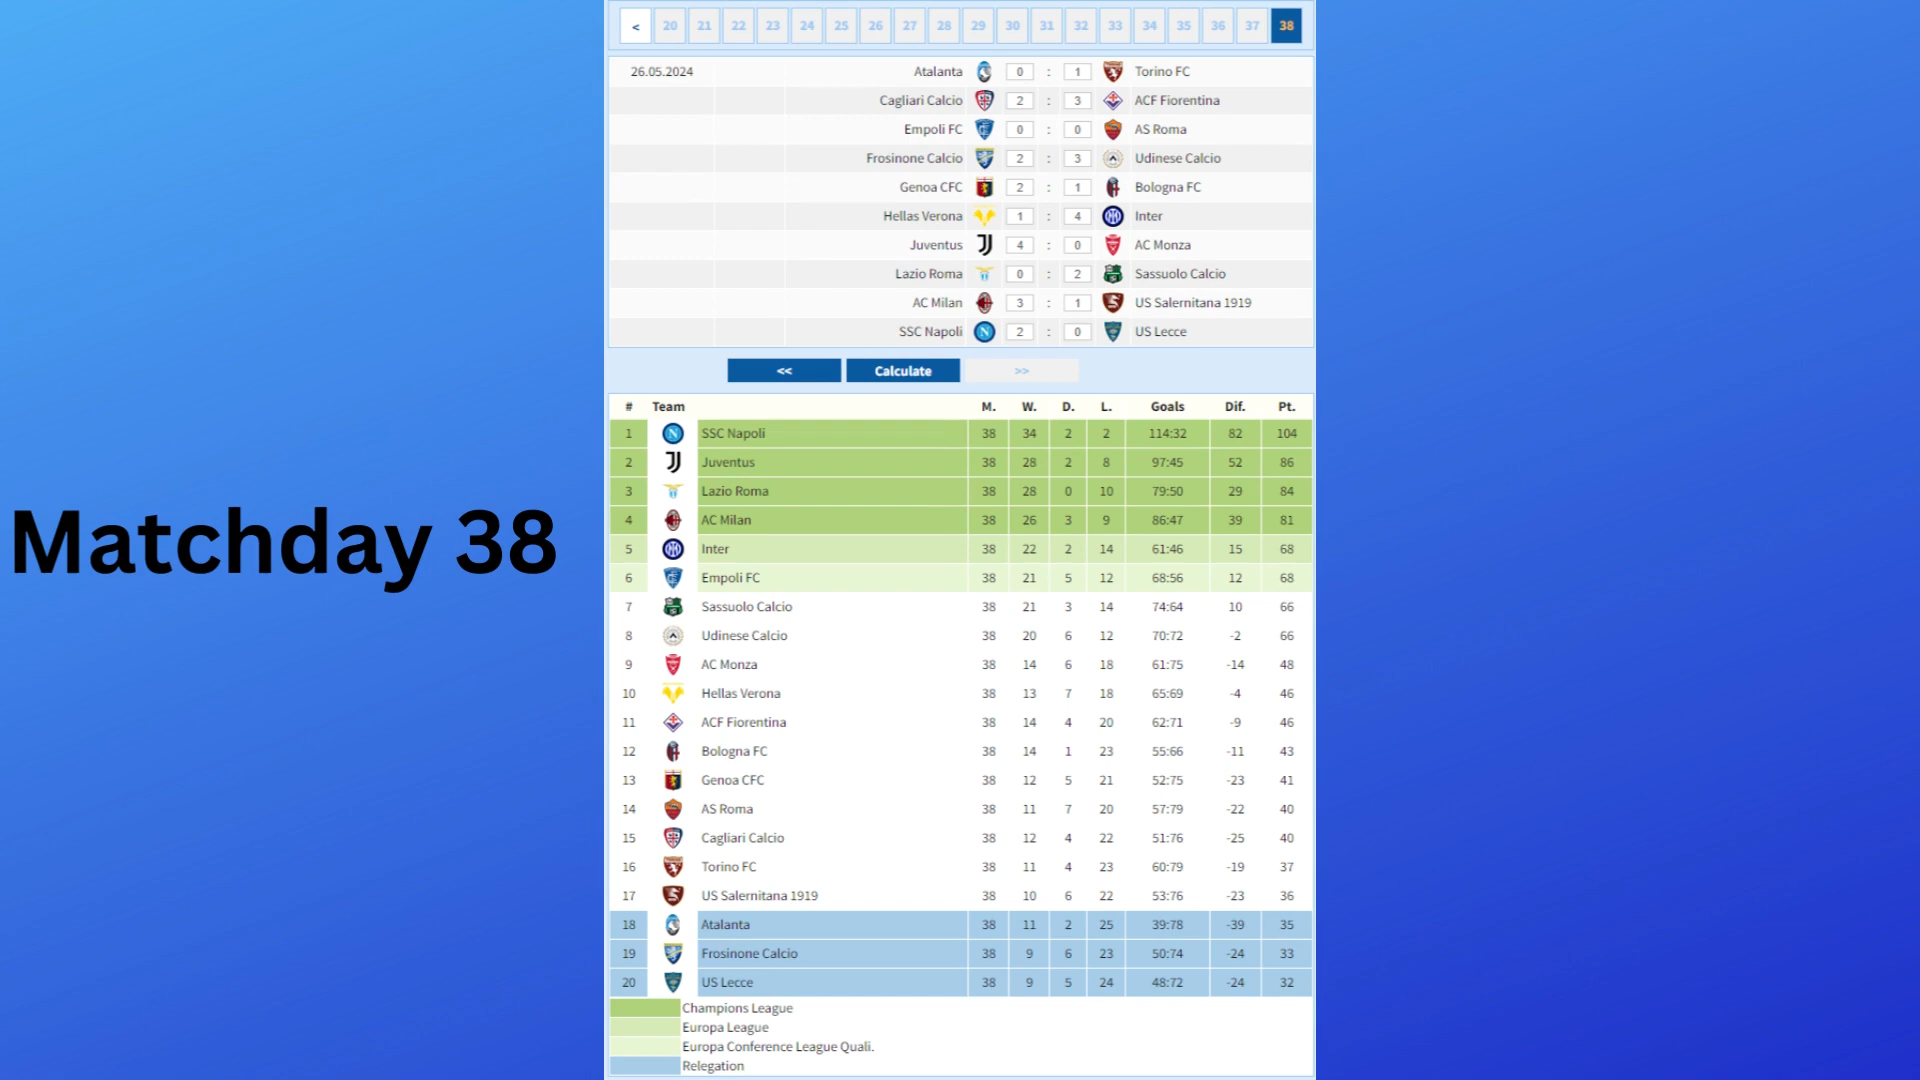 < 20 21 22 23 24 25 26 27 28 29 30 31 32 33 34 35 36 37 38
26.05.2024 Atalanta 0 : 1 Torino FC
Cagliari Calcio 2 : 3 ACF Fiorentina
Empoli FC 0 : 0 AS Roma
Frosinone Calcio 2 : 3 Udinese Calcio
Genoa CFC 2 : 1 Bologna FC
Hellas Verona 1 : 4 Inter
Juventus 4 : 0 AC Monza
Lazio Roma 0 : 2 Sassuolo Calcio
AC Milan 3 : 1 US Salernitana 1919
SSC Napoli 2 : 0 US Lecce
<< Calculate >>
# Team M. W. D. L. Goals Dif. Pt.
1 SSC Napoli 38 34 2 2 114:32 82 104
2 Juventus 38 28 2 8 97:45 52 86
3 Lazio Roma 38 28 0 10 79:50 29 84
4 AC Milan 38 26 3 9 86:47 39 81
5 Inter 38 22 2 14 61:46 15 68
6 Empoli FC 38 21 5 12 68:56 12 68
7 Sassuolo Calcio 38 21 3 14 74:64 10 66
8 Udinese Calcio 38 20 6 12 70:72 -2 66
9 AC Monza 38 14 6 18 61:75 -14 48
10 Hellas Verona 38 13 7 18 65:69 -4 46
11 ACF Fiorentina 38 14 4 20 62:71 -9 46
12 Bologna FC 38 14 1 23 55:66 -11 43
13 Genoa CFC 38 12 5 21 52:75 -23 41
14 AS Roma 38 11 7 20 57:79 -22 40
15 Cagliari Calcio 38 12 4 22 51:76 -25 40
16 Torino FC 38 11 4 23 60:79 -19 37
17 US Salernitana 1919 38 10 6 22 53:76 -23 36
18 Atalanta 38 11 2 25 39:78 -39 35
19 Frosinone Calcio 38 9 6 23 50:74 -24 33
20 US Lecce 38 9 5 24 48:72 -24 32
Champions League
Europa League
Europa Conference League Quali.
Relegation
Matchday 38